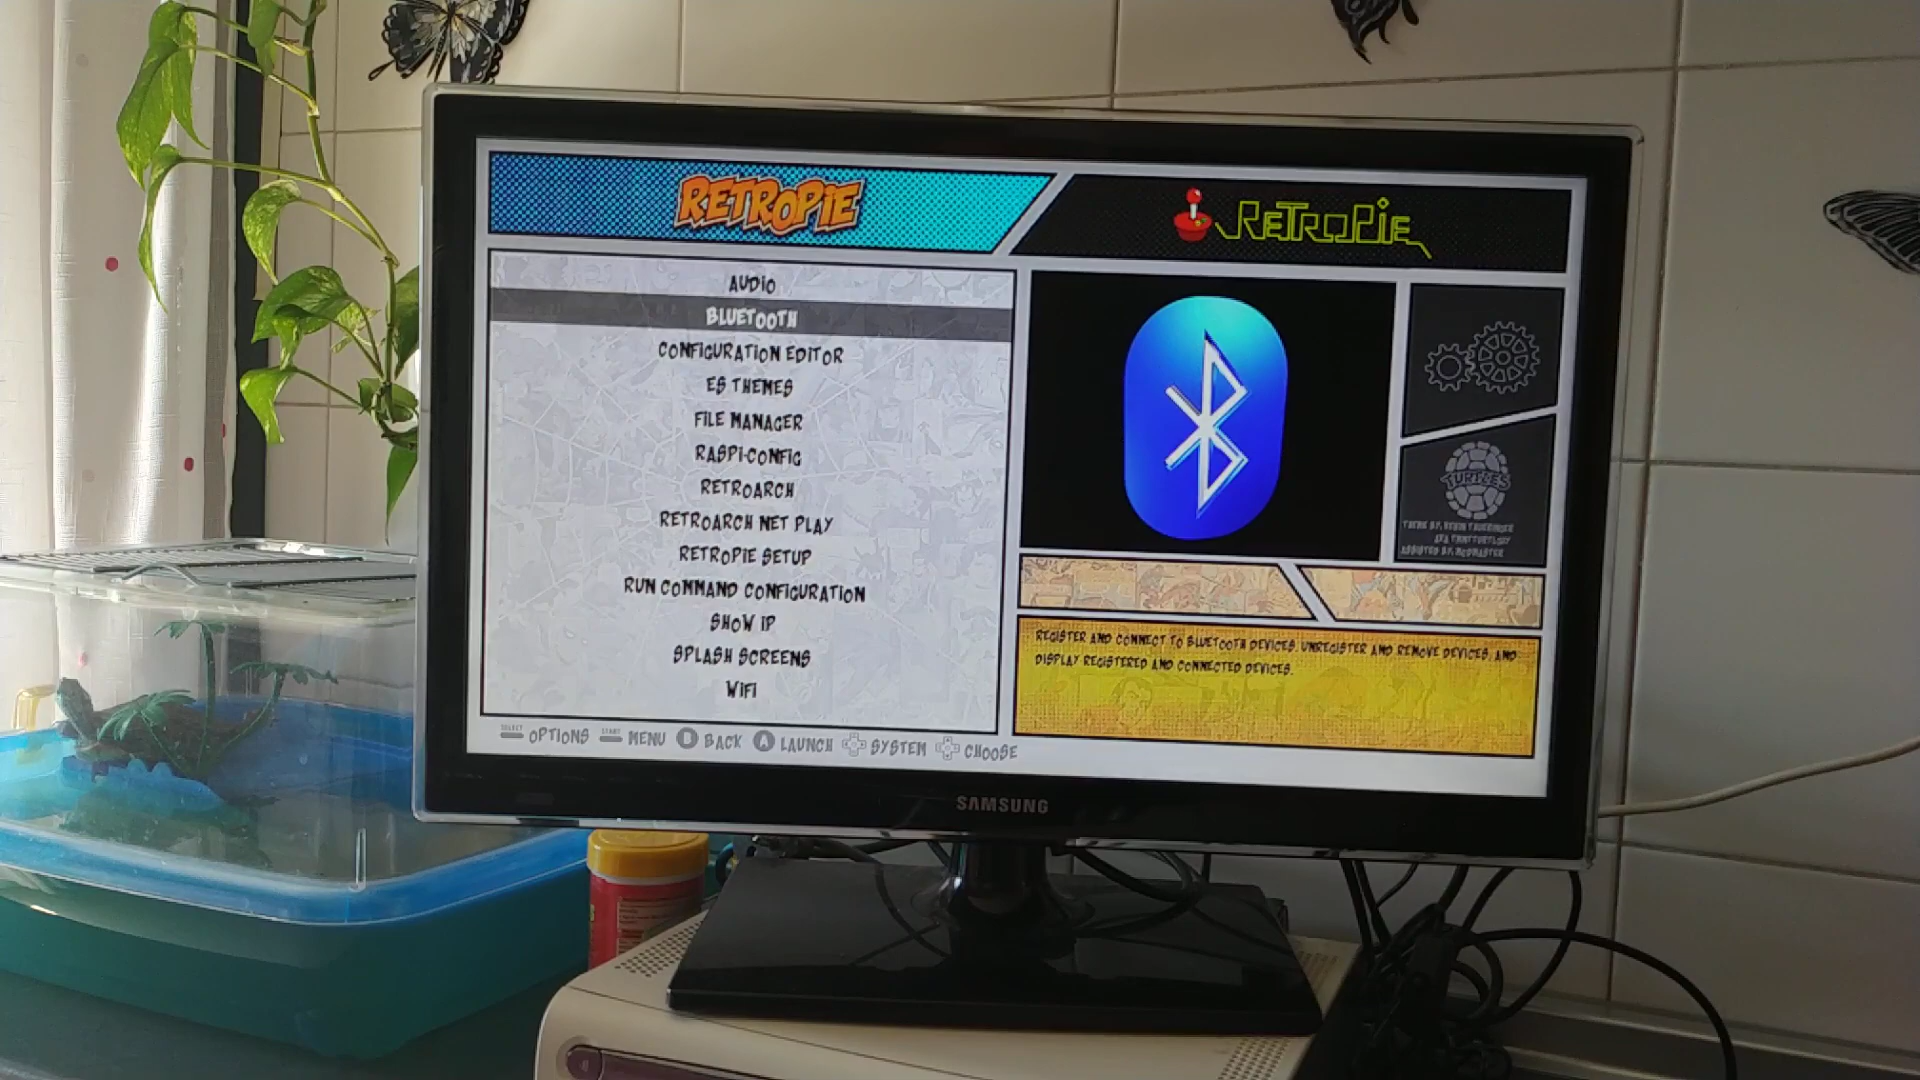 RETROPIE
RETROPIE
AUDIO
BLUETOOTH
CONFIGURATION EDITOR
ES THEMES
FILE MANAGER
RASPI-CONFIG
RETROARCH
RETROARCH NET PLAY
RETROPIE SETUP
RUN COMMAND CONFIGURATION
SHOW IP
SPLASH SCREENS
WIFI
TURTLES
REGISTER AND CONNECT TO BLUETOOTH DEVICES, UNREGISTER AND REMOVE DEVICES, AND
DISPLAY REGISTERED AND CONNECTED DEVICES.
SELECT OPTIONS START MENU B BACK A LAUNCH SYSTEM CHOOSE
SAMSUNG